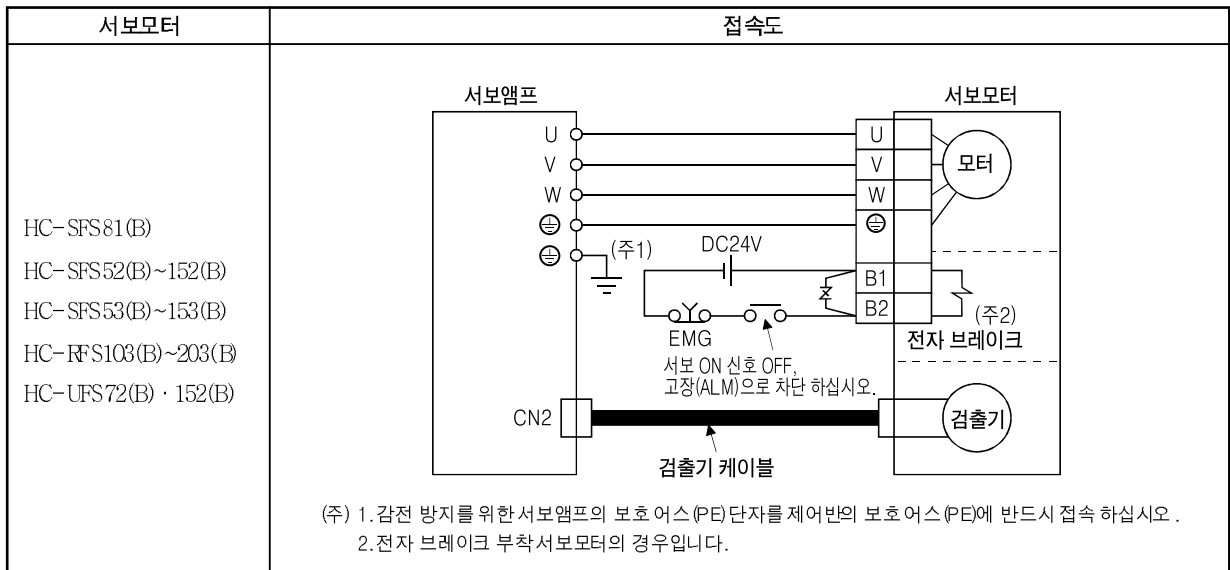 서보모터
접속도
HC-SFS81(B)
HC-SFS52(B)~152(B)
HC-SFS53(B)~153(B)
HC-RFS103(B)~203(B)
HC-UFS72(B)·152(B)
서보앰프
서보모터
U
U
V
V
W
W
모터
(주1)
DC24V
B1
B2
EMG
(주2)
전자 브레이크
서보 ON 신호 OFF,
고장(ALM)으로 차단 하십시오.
CN2
검출기
검출기 케이블
(주) 1.감전 방지를 위한 서보앰프의 보호 어스(PE) 단자를 제어반의 보호 어스(PE)에 반드시 접속 하십시오.
2.전자 브레이크 부착 서보모터의 경우입니다.